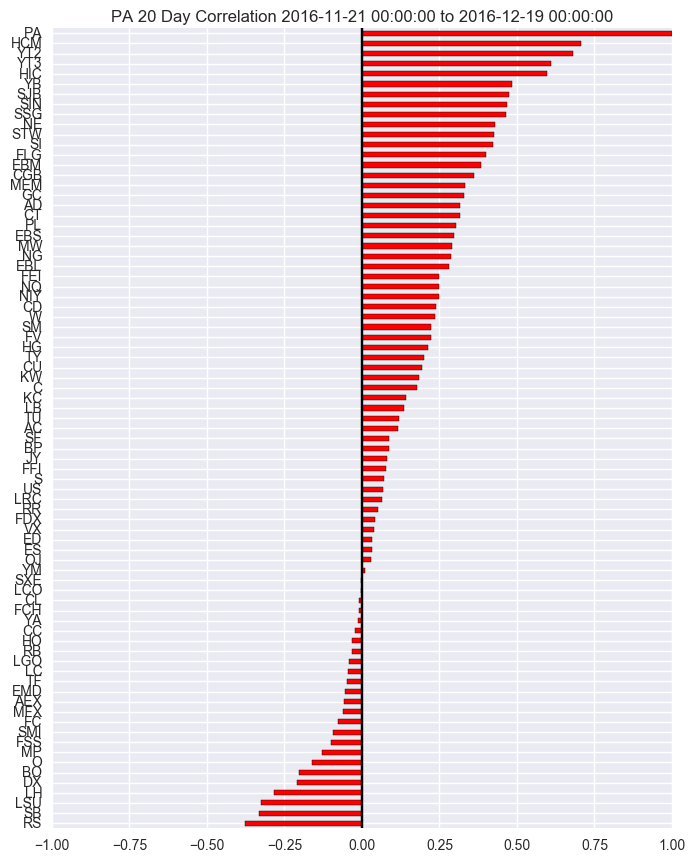 PA 20 Day Correlation 2016-11-21 00:00:00 to 2016-12-19 00:00:00
PA
HCM
YT2
YT3
HIC
YB
SJB
SIN
SSG
NE
STW
SI
FLG
EBM
CGB
MEM
GC
AD
CT
PL
EBS
MW
NG
EBL
FEI
NQ
NIY
CD
W
SM
FV
HG
TY
CU
KW
C
KC
LB
TU
AC
SF
BP
JY
FFI
S
US
LRC
RR
FDX
VX
ED
ES
OJ
YM
SXE
LCO
CL
FCH
YA
CC
HO
RB
LGO
LC
TF
EMD
AEX
MFX
FC
SMI
FSS
MP
O
BO
DX
LH
LSU
SB
RS
−1.00 −0.75 −0.50 −0.25 0.00 0.25 0.50 0.75 1.00